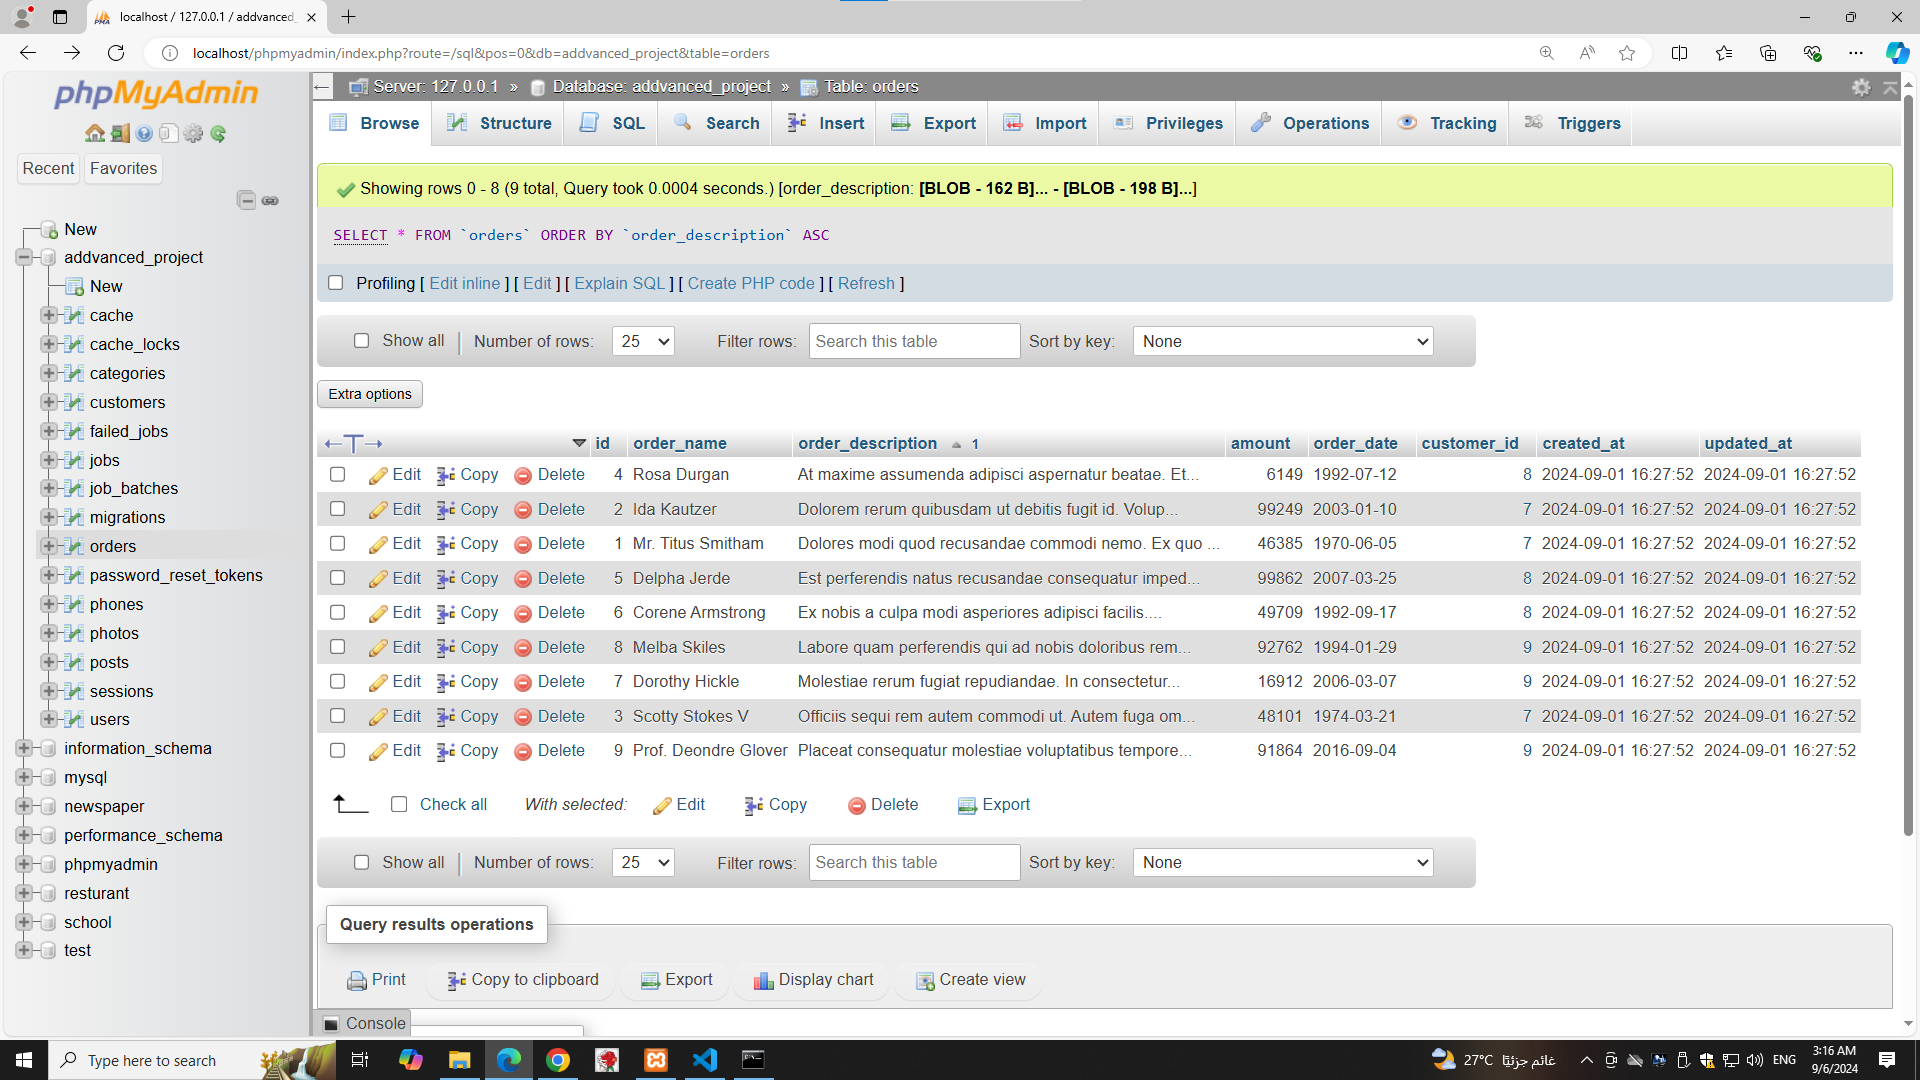 localhost / 127.0.0.1 / addvanced_
localhost/phpmyadmin/index.php?route=/sql&pos=0&db=addvanced_project&table=orders
phpMyAdmin
Recent Favorites
New
addvanced_project
New
cache
cache_locks
categories
customers
failed_jobs
jobs
job_batches
migrations
orders
password_reset_tokens
phones
photos
posts
sessions
users
information_schema
mysql
newspaper
performance_schema
phpmyadmin
resturant
school
test
Server: 127.0.0.1 » Database: addvanced_project » Table: orders
Browse Structure SQL Search Insert Export Import Privileges Operations Tracking Triggers
Showing rows 0 - 8 (9 total, Query took 0.0004 seconds.) [order_description: [BLOB - 162 B]... - [BLOB - 198 B]...]
SELECT * FROM `orders` ORDER BY `order_description` ASC
Profiling [ Edit inline ] [ Edit ] [ Explain SQL ] [ Create PHP code ] [ Refresh ]
Show all Number of rows: 25 Filter rows: Search this table Sort by key: None
Extra options
id order_name order_description 1 amount order_date customer_id created_at updated_at
Edit Copy Delete 4 Rosa Durgan At maxime assumenda adipisci aspernatur beatae. Et... 6149 1992-07-12 8 2024-09-01 16:27:52 2024-09-01 16:27:52
Edit Copy Delete 2 Ida Kautzer Dolorem rerum quibusdam ut debitis fugit id. Volup... 99249 2003-01-10 7 2024-09-01 16:27:52 2024-09-01 16:27:52
Edit Copy Delete 1 Mr. Titus Smitham Dolores modi quod recusandae commodi nemo. Ex quo ... 46385 1970-06-05 7 2024-09-01 16:27:52 2024-09-01 16:27:52
Edit Copy Delete 5 Delpha Jerde Est perferendis natus recusandae consequatur imped... 99862 2007-03-25 8 2024-09-01 16:27:52 2024-09-01 16:27:52
Edit Copy Delete 6 Corene Armstrong Ex nobis a culpa modi asperiores adipisci facilis.... 49709 1992-09-17 8 2024-09-01 16:27:52 2024-09-01 16:27:52
Edit Copy Delete 8 Melba Skiles Labore quam perferendis qui ad nobis doloribus rem... 92762 1994-01-29 9 2024-09-01 16:27:52 2024-09-01 16:27:52
Edit Copy Delete 7 Dorothy Hickle Molestiae rerum fugiat repudiandae. In consectetur... 16912 2006-03-07 9 2024-09-01 16:27:52 2024-09-01 16:27:52
Edit Copy Delete 3 Scotty Stokes V Officiis sequi rem autem commodi ut. Autem fuga om... 48101 1974-03-21 7 2024-09-01 16:27:52 2024-09-01 16:27:52
Edit Copy Delete 9 Prof. Deondre Glover Placeat consequatur molestiae voluptatibus tempore... 91864 2016-09-04 9 2024-09-01 16:27:52 2024-09-01 16:27:52
Check all With selected: Edit Copy Delete Export
Show all Number of rows: 25 Filter rows: Search this table Sort by key: None
Query results operations
Print Copy to clipboard Export Display chart Create view
Console
Type here to search
27°C غائم جزئيًا
ENG
3:16 AM
9/6/2024